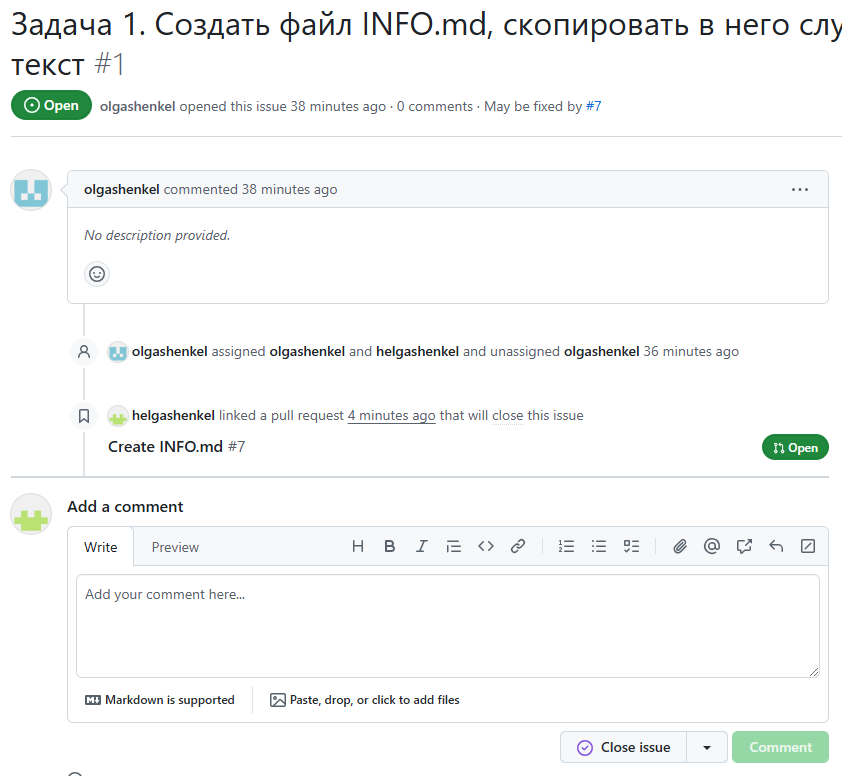 Задача 1. Создать файл INFO.md, скопировать в него слу
текст #1
Open olgashenkel opened this issue 38 minutes ago · 0 comments · May be fixed by #7
olgashenkel commented 38 minutes ago
No description provided.
olgashenkel assigned olgashenkel and helgashenkel and unassigned olgashenkel 36 minutes ago
helgashenkel linked a pull request 4 minutes ago that will close this issue
Create INFO.md #7 Open
Add a comment
Write Preview
Add your comment here...
Markdown is supported Paste, drop, or click to add files
Close issue Comment